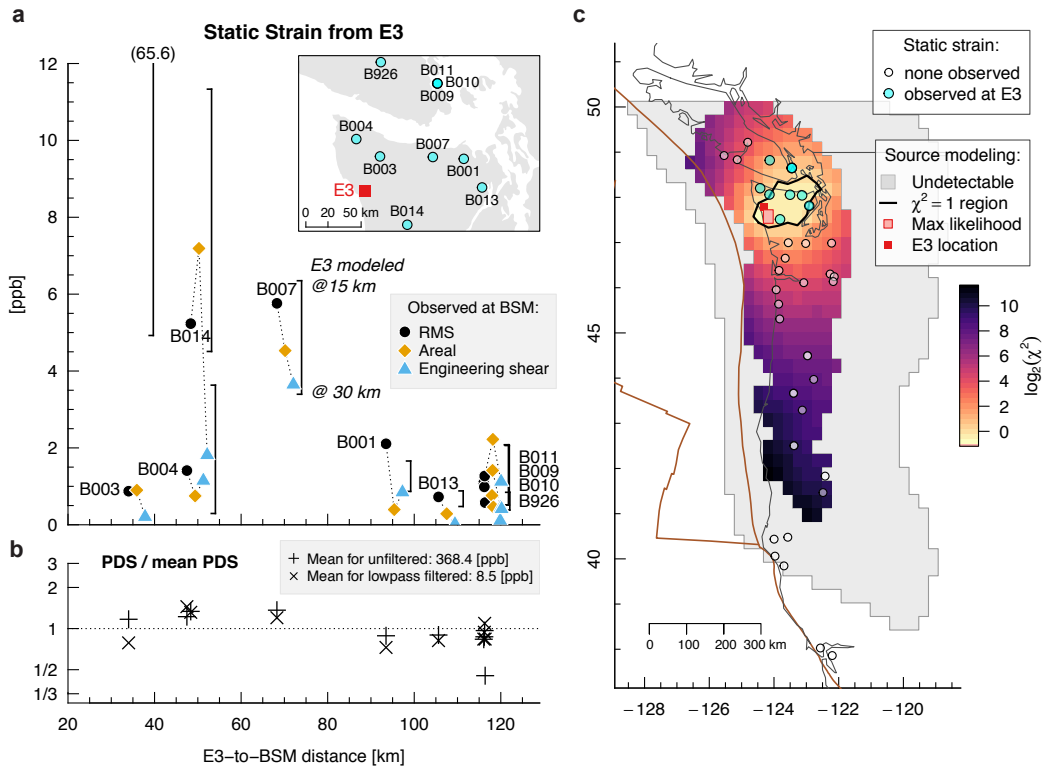 a
Static Strain from E3
(65.6)
12
10
8
6
4
2
0
[ppb]
B926
B011
B010
B009
B004
B003
B007
B001
E3
B013
B014
0 20 50 km
B014
B007
E3 modeled
@15 km
@ 30 km
Observed at BSM:
RMS
Areal
Engineering shear
B003
B004
B001
B013
B011
B009
B010
B926
b
PDS / mean PDS
Mean for unfiltered: 368.4 [ppb]
Mean for lowpass filtered: 8.5 [ppb]
3
2
1
1/2
1/3
20 40 60 80 100 120
E3−to−BSM distance [km]
c
Static strain:
none observed
observed at E3
Source modeling:
Undetectable
χ² = 1 region
Max likelihood
E3 location
50
45
40
10
8
6
4
2
0
log₂(χ²)
0 100 300 km
−128 −126 −124 −122 −120